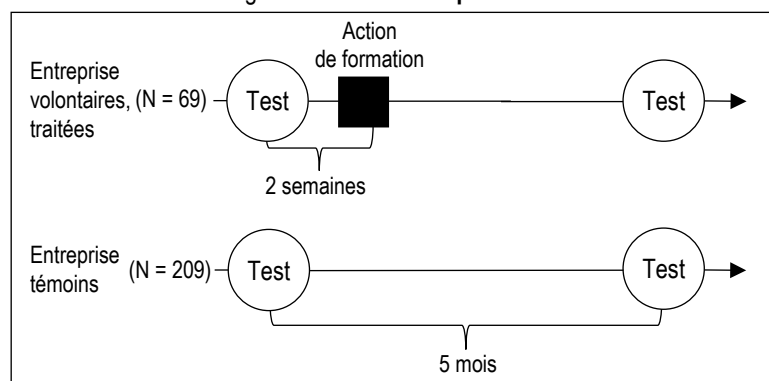 Action
de formation
Entreprise
volontaires, (N = 69)
traitées
Test
Test
2 semaines
Entreprise
témoins
(N = 209)
Test
Test
5 mois